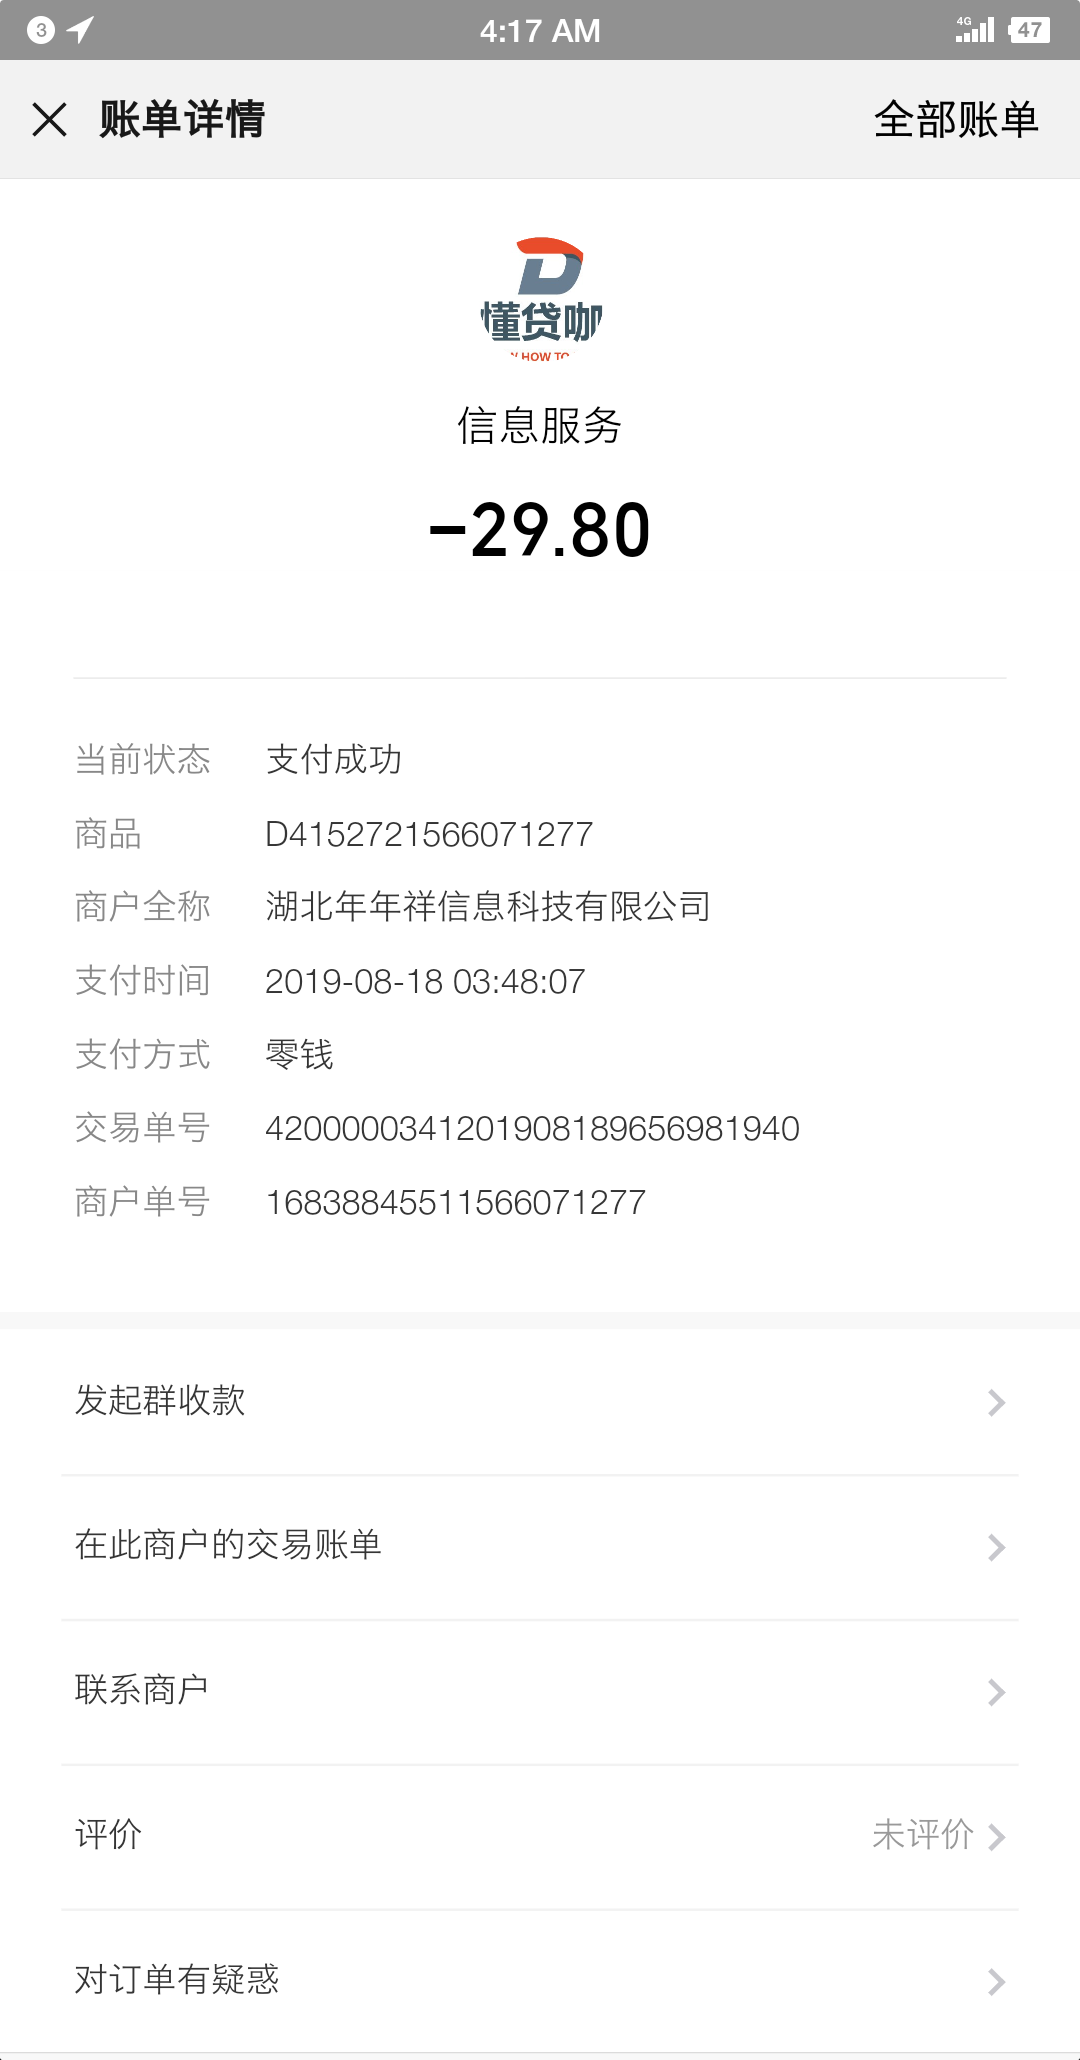 3
4:17 AM
4G
47
账单详情
全部账单
懂贷咖
HOW TO
信息服务
-29.80
当前状态 支付成功
商品 D4152721566071277
商户全称 湖北年年祥信息科技有限公司
支付时间 2019-08-18 03:48:07
支付方式 零钱
交易单号 4200000341201908189656981940
商户单号 16838845511566071277
发起群收款
在此商户的交易账单
联系商户
评价 未评价
对订单有疑惑